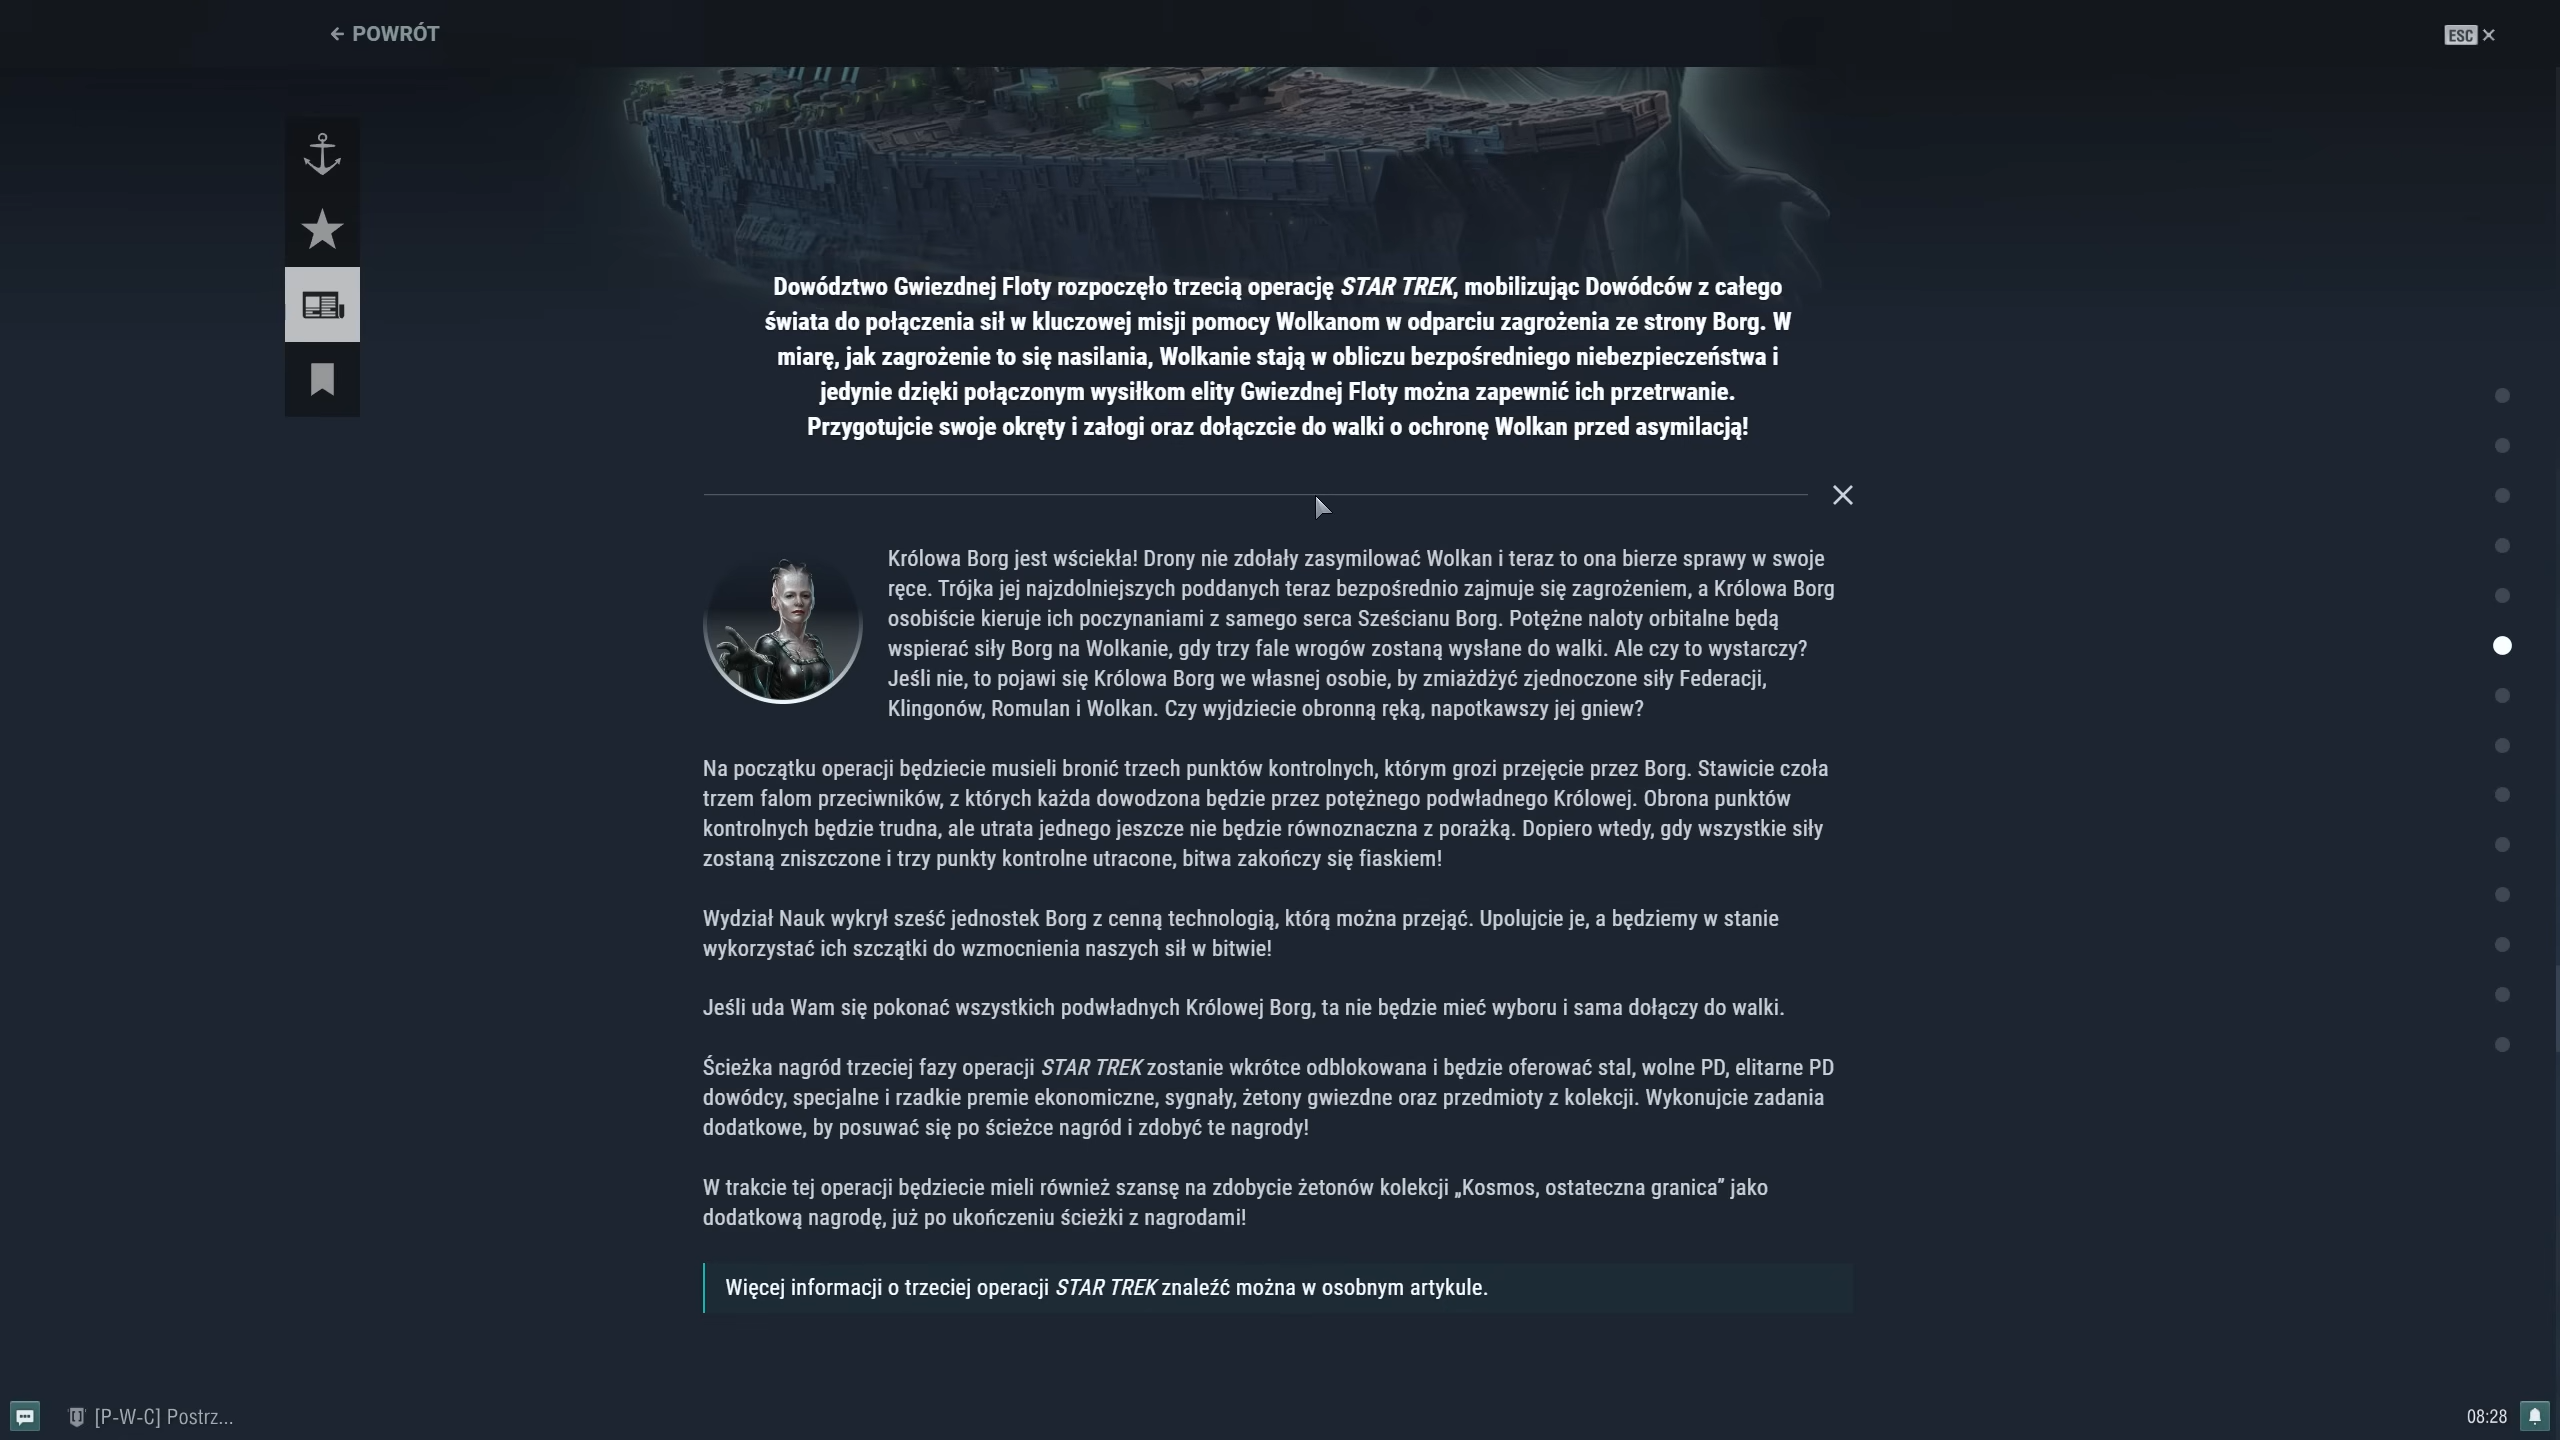 POWRÓT
ESC
Dowództwo Gwiezdnej Floty rozpoczęło trzecią operację STAR TREK, mobilizując Dowódców z całego
świata do połączenia sił w kluczowej misji pomocy Wolkanom w odparciu zagrożenia ze strony Borg. W
miarę, jak zagrożenie to się nasilania, Wolkanie stają w obliczu bezpośredniego niebezpieczeństwa i
jedynie dzięki połączonym wysiłkom elity Gwiezdnej Floty można zapewnić ich przetrwanie.
Przygotujcie swoje okręty i załogi oraz dołączcie do walki o ochronę Wolkan przed asymilacją!
Królowa Borg jest wściekła! Drony nie zdołały zasymilować Wolkan i teraz to ona bierze sprawy w swoje
ręce. Trójka jej najzdolniejszych poddanych teraz bezpośrednio zajmuje się zagrożeniem, a Królowa Borg
osobiście kieruje ich poczynaniami z samego serca Sześcianu Borg. Potężne naloty orbitalne będą
wspierać siły Borg na Wolkanie, gdy trzy fale wrogów zostaną wysłane do walki. Ale czy to wystarczy?
Jeśli nie, to pojawi się Królowa Borg we własnej osobie, by zmiażdżyć zjednoczone siły Federacji,
Klingonów, Romulan i Wolkan. Czy wyjdziecie obronną ręką, napotkawszy jej gniew?
Na początku operacji będziecie musieli bronić trzech punktów kontrolnych, którym grozi przejęcie przez Borg. Stawicie czoła
trzem falom przeciwników, z których każda dowodzona będzie przez potężnego podwładnego Królowej. Obrona punktów
kontrolnych będzie trudna, ale utrata jednego jeszcze nie będzie równoznaczna z porażką. Dopiero wtedy, gdy wszystkie siły
zostaną zniszczone i trzy punkty kontrolne utracone, bitwa zakończy się fiaskiem!
Wydział Nauk wykrył sześć jednostek Borg z cenną technologią, którą można przejąć. Upolujcie je, a będziemy w stanie
wykorzystać ich szczątki do wzmocnienia naszych sił w bitwie!
Jeśli uda Wam się pokonać wszystkich podwładnych Królowej Borg, ta nie będzie mieć wyboru i sama dołączy do walki.
Ścieżka nagród trzeciej fazy operacji STAR TREK zostanie wkrótce odblokowana i będzie oferować stal, wolne PD, elitarne PD
dowódcy, specjalne i rzadkie premie ekonomiczne, sygnały, żetony gwiezdne oraz przedmioty z kolekcji. Wykonujcie zadania
dodatkowe, by posuwać się po ścieżce nagród i zdobyć te nagrody!
W trakcie tej operacji będziecie mieli również szansę na zdobycie żetonów kolekcji „Kosmos, ostateczna granica” jako
dodatkową nagrodę, już po ukończeniu ścieżki z nagrodami!
Więcej informacji o trzeciej operacji STAR TREK znaleźć można w osobnym artykule.
[P-W-C] Postrz...
08:28